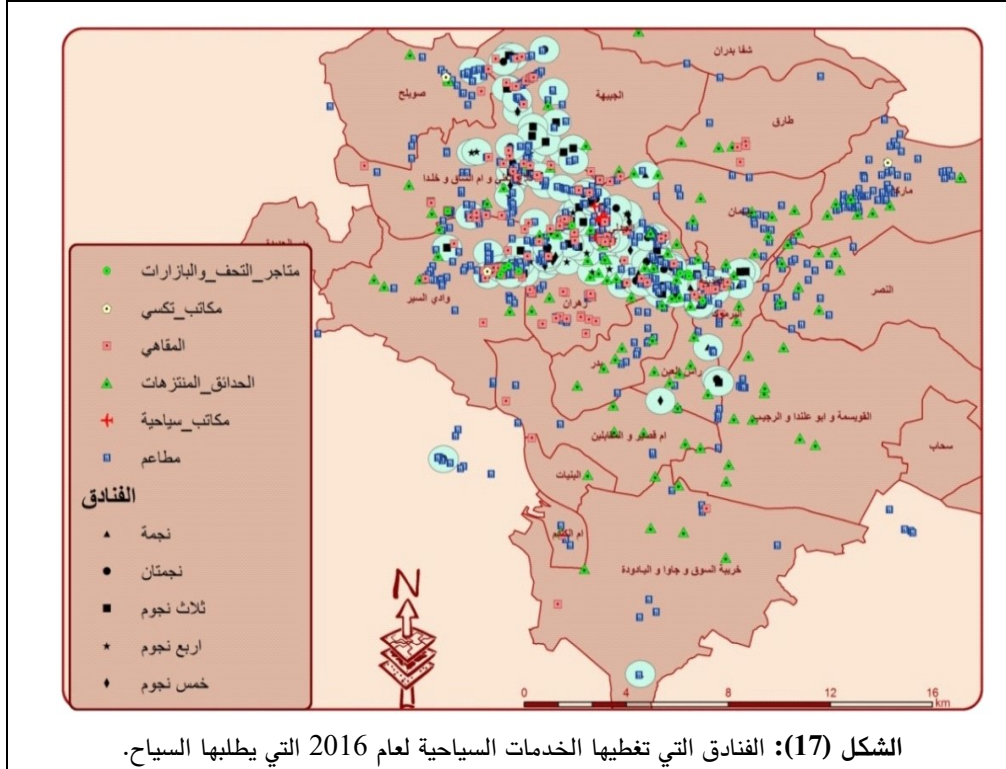 شفا بدران
صويلح
الجبيهة
طارق
و ام السماق و خلدا
النصر
وادي السير
زهران
اليرموك
بدر
راس العين
القويسمة و ابو علندا و الرجيب
ام قصير و المقابلين
سحاب
البنيات
خريبة السوق و جاوا و اليادودة
متاجر_التحف_والبازارات
مكاتب_تكسي
المقاهي
الحدائق_المنتزهات
مكاتب_سياحية
مطاعم
الفنادق
نجمة
نجمتان
ثلاث نجوم
اربع نجوم
خمس نجوم
N
0 4 8 12 16
km
الشكل (17): الفنادق التي تغطيها الخدمات السياحية لعام 2016 التي يطلبها السياح.